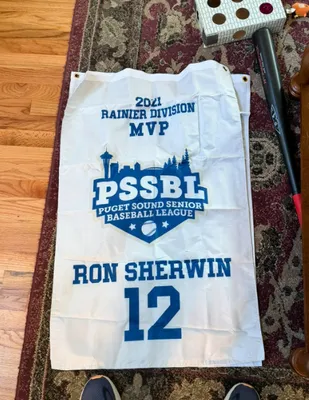 2021
RAINIER DIVISION
MVP
PSSBL
PUGET SOUND SENIOR
BASEBALL LEAGUE
RON SHERWIN
12